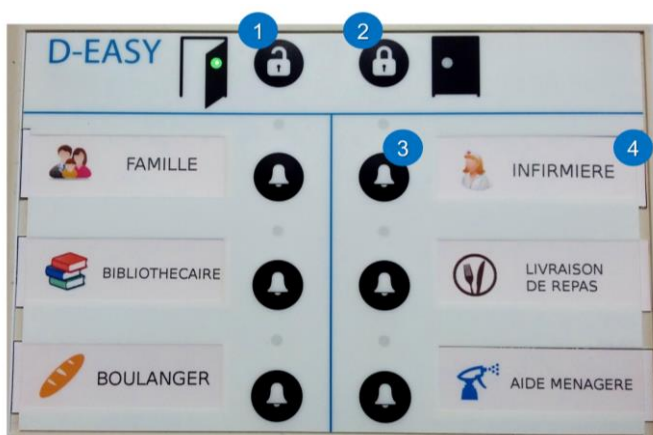 1
2
D-EASY
3
4
FAMILLE
INFIRMIERE
BIBLIOTHECAIRE
LIVRAISON
DE REPAS
BOULANGER
AIDE MENAGERE